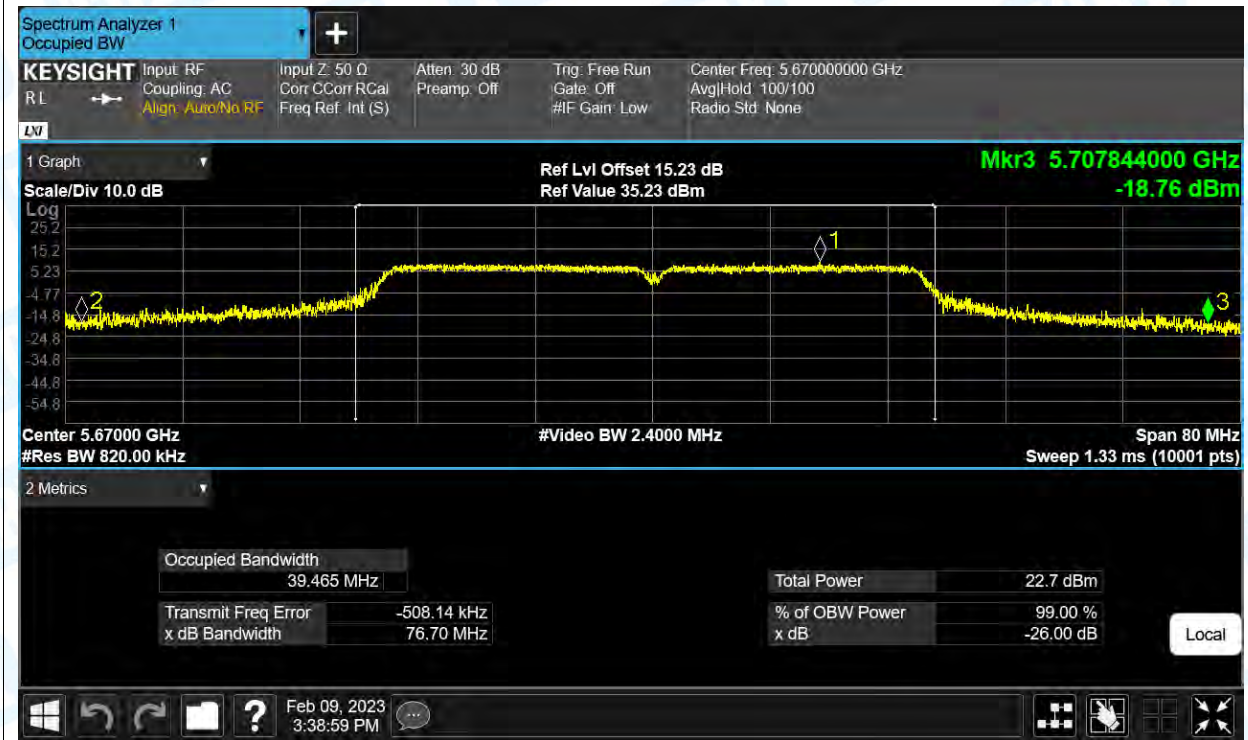 Spectrum Analyzer 1
Occupied BW
+
KEYSIGHT
R L
LXI
Input: RF
Coupling: AC
Align: Auto/No RF
Input Z: 50 Ω
Corr CCorr RCal
Freq Ref: Int (S)
Atten: 30 dB
Preamp: Off
Trig: Free Run
Gate: Off
#IF Gain: Low
Center Freq: 5.670000000 GHz
Avg|Hold: 100/100
Radio Std: None
1 Graph
Scale/Div 10.0 dB
Ref Lvl Offset 15.23 dB
Ref Value 35.23 dBm
Mkr3 5.707844000 GHz
-18.76 dBm
Log
25.2
15.2
5.23
-4.77
-14.8
-24.8
-34.8
-44.8
-54.8
1
2
3
Center 5.67000 GHz
#Res BW 820.00 kHz
#Video BW 2.4000 MHz
Span 80 MHz
Sweep 1.33 ms (10001 pts)
2 Metrics
Occupied Bandwidth
39.465 MHz
Transmit Freq Error -508.14 kHz
x dB Bandwidth 76.70 MHz
Total Power 22.7 dBm
% of OBW Power 99.00 %
x dB -26.00 dB
Local
?
Feb 09, 2023
3:38:59 PM